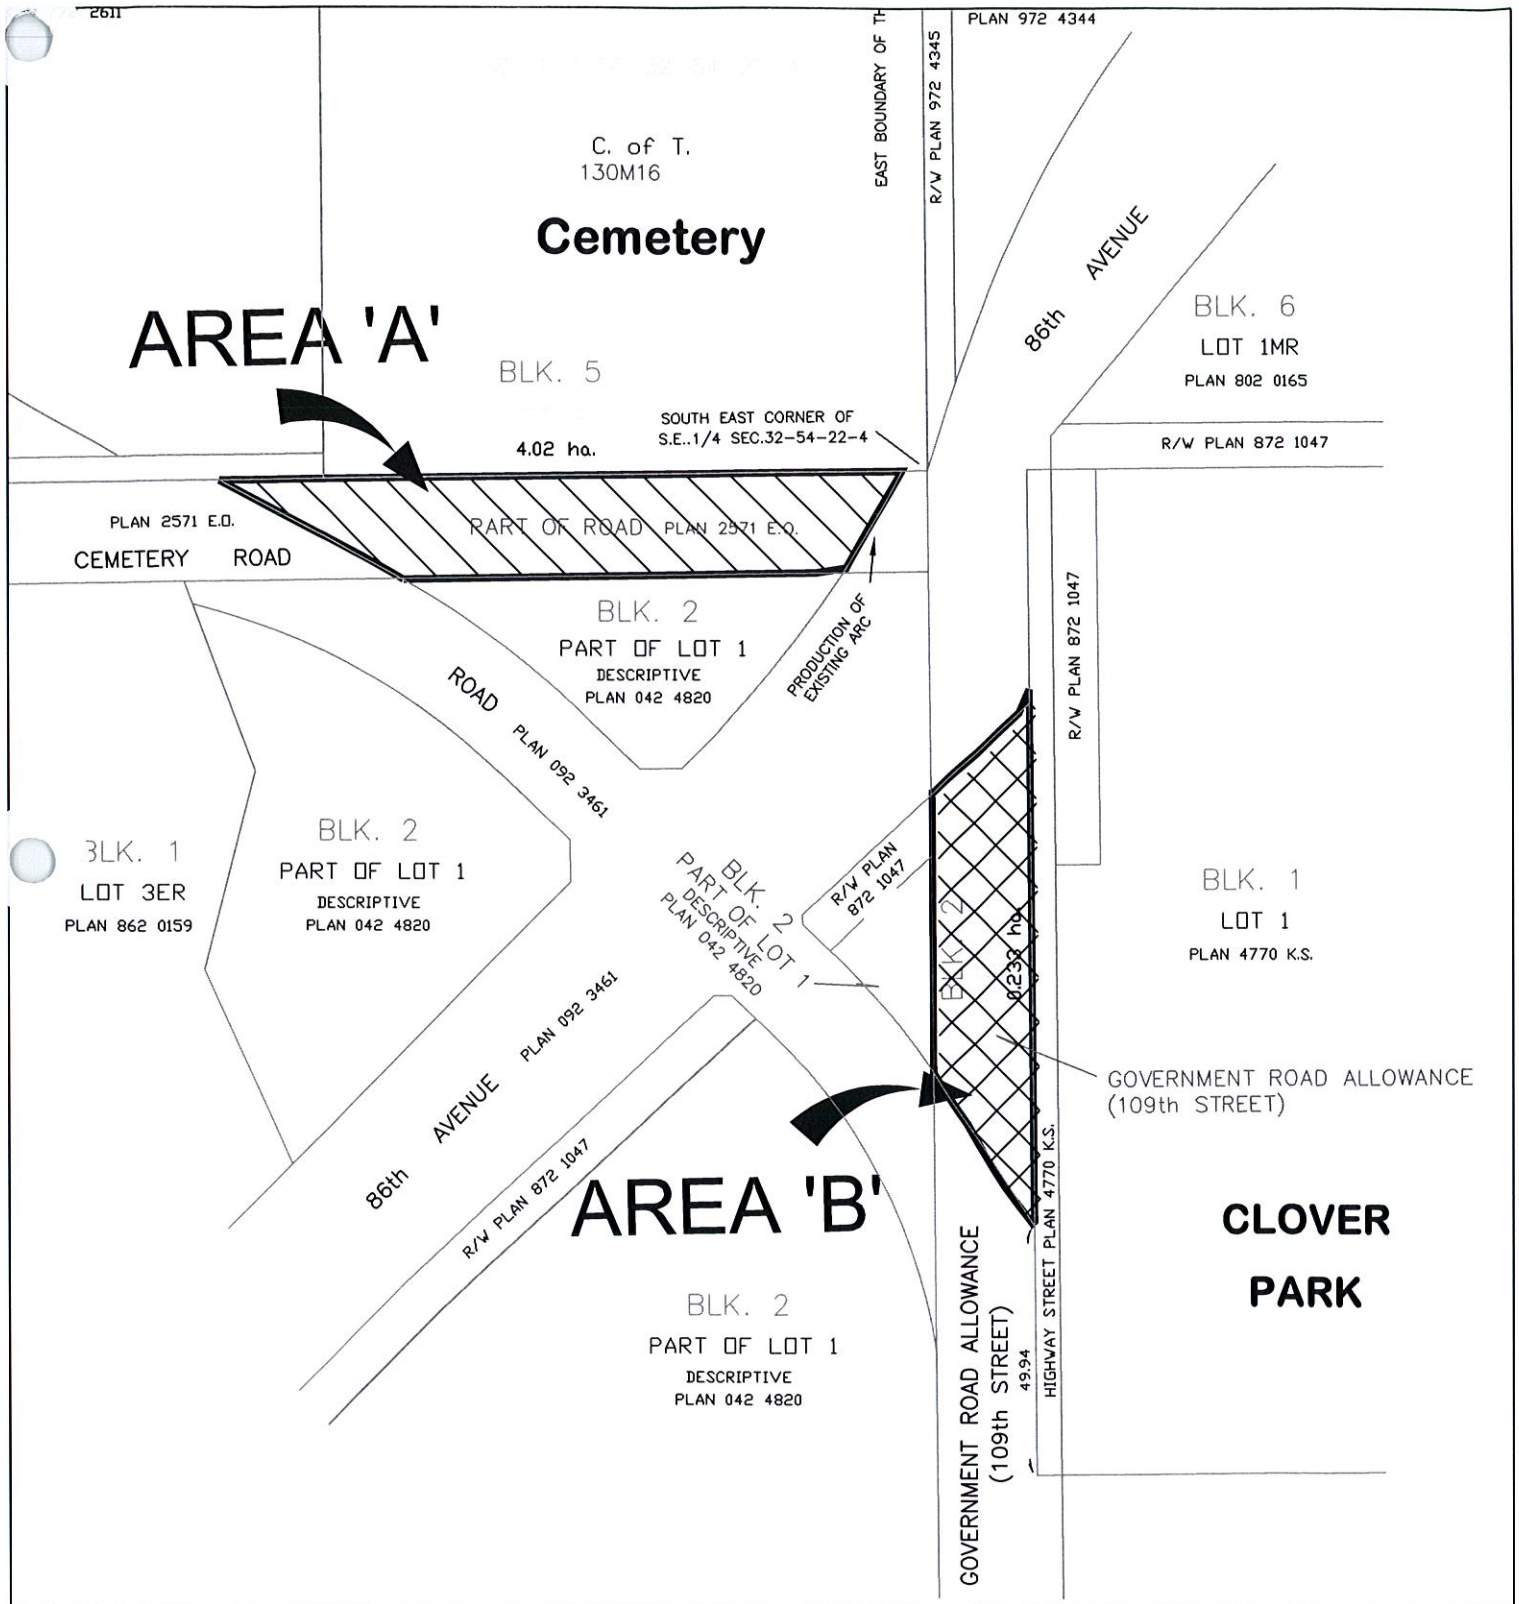 2611
PLAN 972 4344
EAST BOUNDARY OF TH
R/W PLAN 972 4345
C. of T.
130M16
Cemetery
86th AVENUE
AREA 'A'
BLK. 5
4.02 ha.
SOUTH EAST CORNER OF
S.E..1/4 SEC.32-54-22-4
BLK. 6
LOT 1MR
PLAN 802 0165
R/W PLAN 872 1047
PLAN 2571 E.O.
CEMETERY ROAD
PART OF ROAD PLAN 2571 E.O.
BLK. 2
PART OF LOT 1
DESCRIPTIVE
PLAN 042 4820
PRODUCTION OF
EXISTING ARC
R/W PLAN 872 1047
ROAD PLAN 092 3461
BLK. 1
LOT 3ER
PLAN 862 0159
BLK. 2
PART OF LOT 1
DESCRIPTIVE
PLAN 042 4820
BLK. 2
PART OF LOT 1
DESCRIPTIVE
PLAN 042 4820
R/W PLAN
872 1047
BLK. 2
0.233 ha.
BLK. 1
LOT 1
PLAN 4770 K.S.
86th AVENUE PLAN 092 3461
GOVERNMENT ROAD ALLOWANCE
(109th STREET)
R/W PLAN 872 1047
AREA 'B'
CLOVER
PARK
BLK. 2
PART OF LOT 1
DESCRIPTIVE
PLAN 042 4820
GOVERNMENT ROAD ALLOWANCE
(109th STREET)
49.94
HIGHWAY STREET PLAN 4770 K.S.